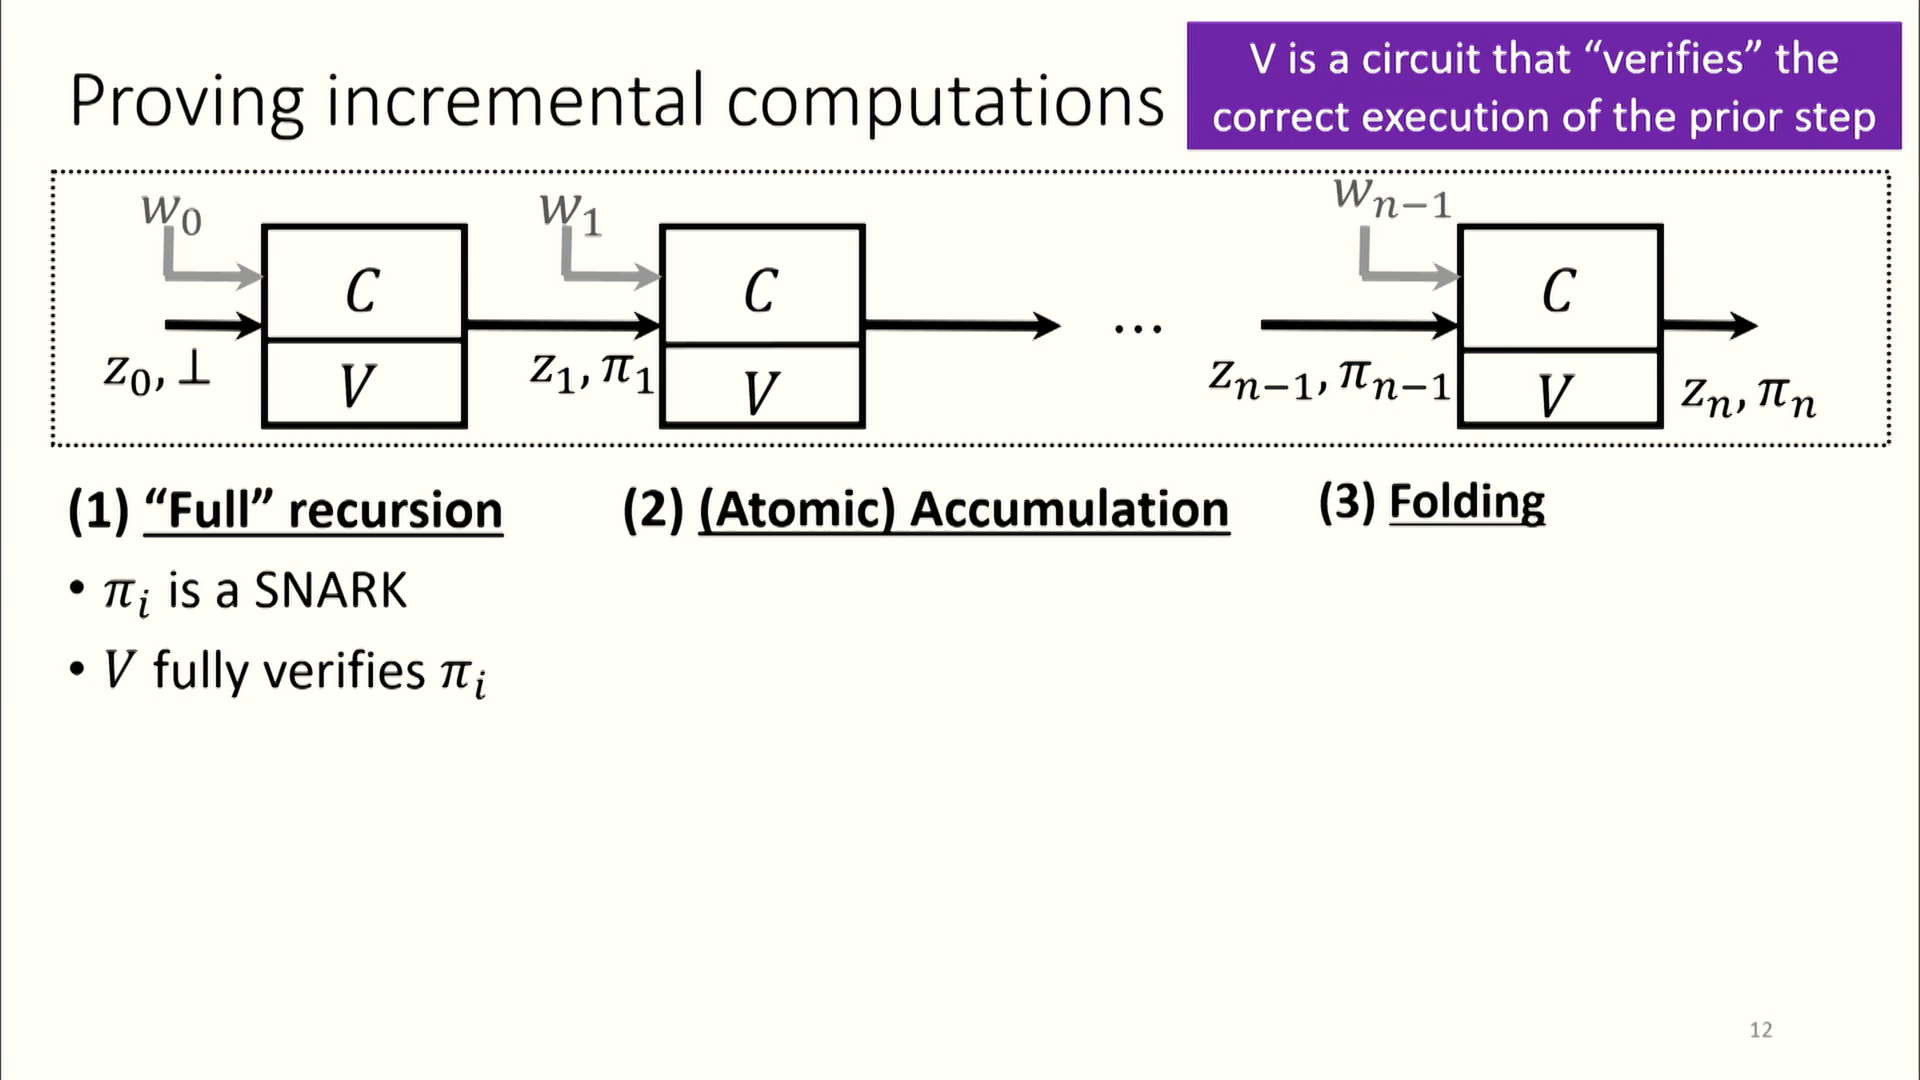 Proving incremental computations
V is a circuit that “verifies” the
correct execution of the prior step
w₀
w₁
wₙ₋₁
C
C
C
…
z₀, ⊥
V
z₁, π₁
V
zₙ₋₁, πₙ₋₁
V
zₙ, πₙ
(1) “Full” recursion
(2) (Atomic) Accumulation
(3) Folding
• πᵢ is a SNARK
• V fully verifies πᵢ
12